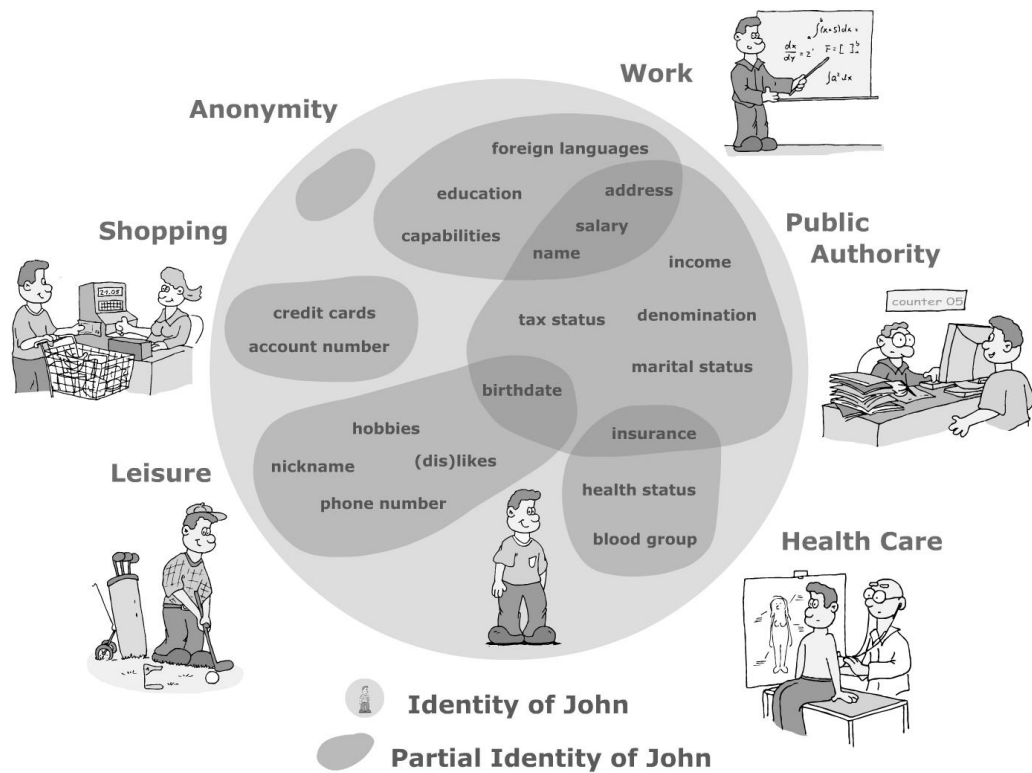 Work
Anonymity
foreign languages
education
address
capabilities
salary
name
Shopping
Public
Authority
income
counter 05
credit cards
account number
tax status
denomination
marital status
birthdate
hobbies
nickname
(dis)likes
phone number
insurance
health status
blood group
Leisure
Health Care
Identity of John
Partial Identity of John